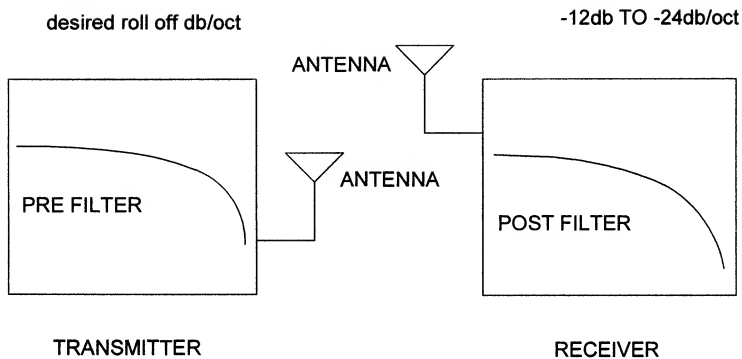 desired roll off db/oct
-12db TO -24db/oct
ANTENNA
ANTENNA
PRE FILTER
POST FILTER
TRANSMITTER
RECEIVER